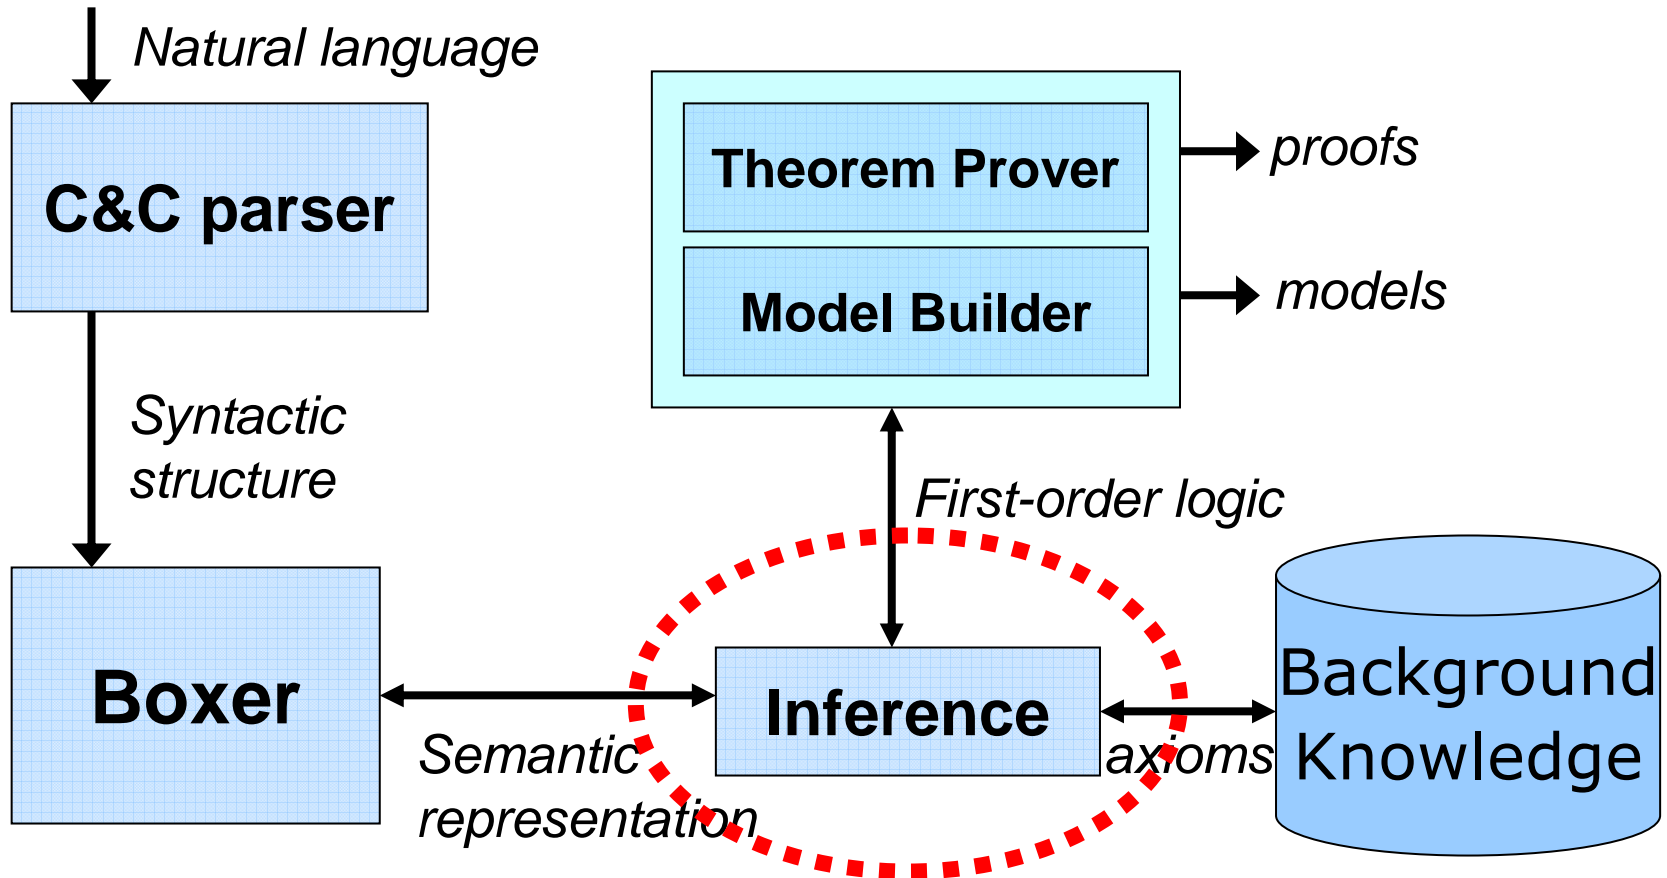 Natural language
C&C parser
Theorem Prover
proofs
Model Builder
models
Syntactic
structure
First-order logic
Boxer
Inference
Semantic
representation
axioms
Background
Knowledge